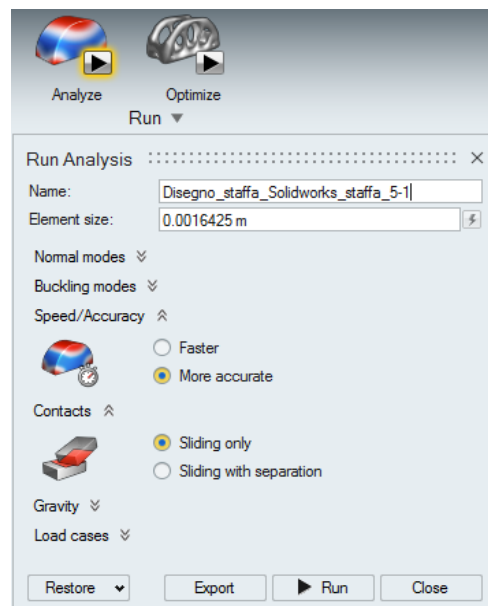 Analyze Optimize
Run
Run Analysis
Name: Disegno_staffa_Solidworks_staffa_5-1
Element size: 0.0016425 m
Normal modes
Buckling modes
Speed/Accuracy
Faster
More accurate
Contacts
Sliding only
Sliding with separation
Gravity
Load cases
Restore Export Run Close